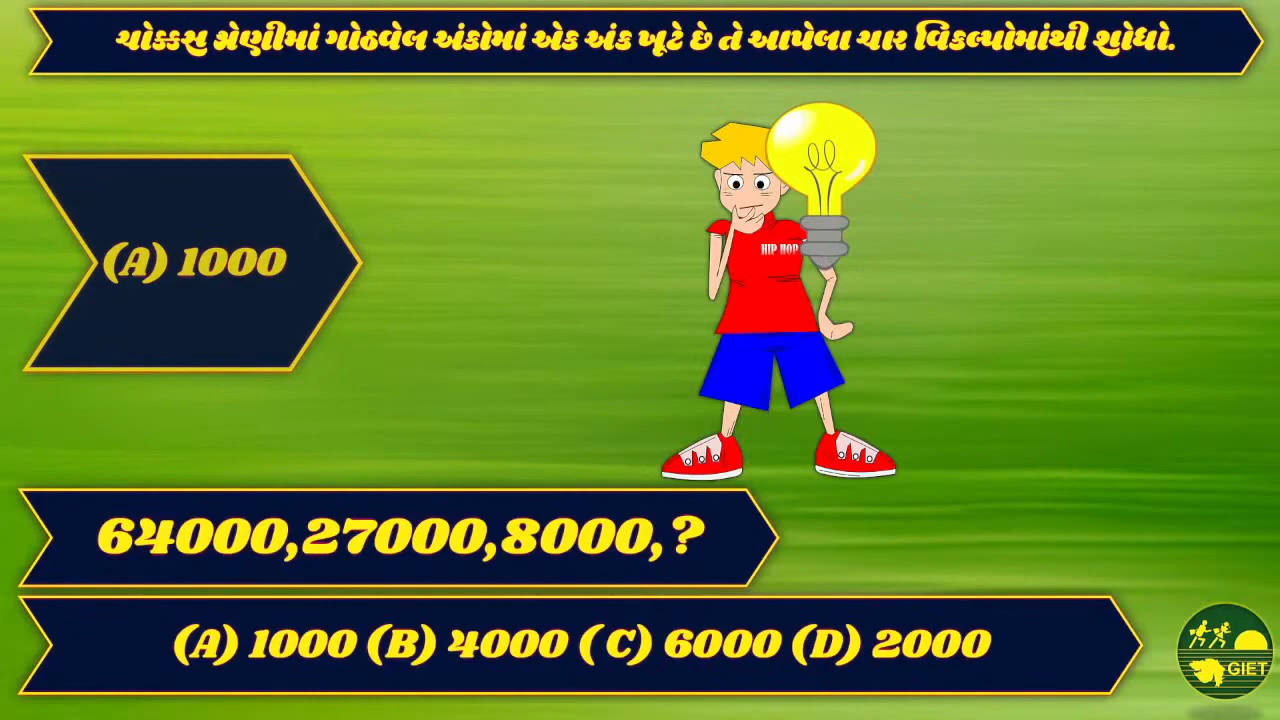 ચોક્કસ શ્રેણીમાં ગોઠવેલ અંકોમાં એક અંક ખૂટે છે તે આપેલા ચાર વિકલ્પોમાંથી શોધો.
(A) 1000
HIP HOP
64000,27000,8000,?
(A) 1000 (B) 4000 ( C) 6000 (D) 2000
GIET